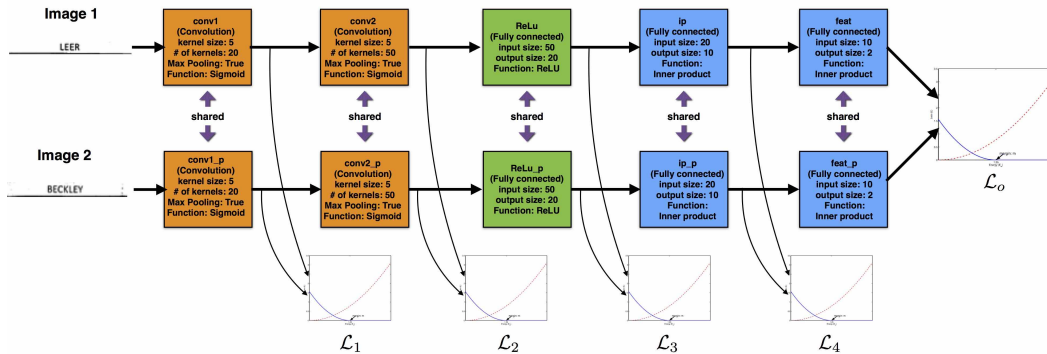 Image 1
LEER
conv1
(Convolution)
kernel size: 5
# of kernels: 20
Max Pooling: True
Function: Sigmoid
conv2
(Convolution)
kernel size: 5
# of kernels: 50
Max Pooling: True
Function: Sigmoid
ReLu
(Fully connected)
input size: 50
output size: 20
Function: ReLU
ip
(Fully connected)
input size: 20
output size: 10
Function:
Inner product
feat
(Fully connected)
input size: 10
output size: 2
Function:
Inner product
shared
shared
shared
shared
shared
Image 2
BECKLEY
conv1_p
(Convolution)
kernel size: 5
# of kernels: 20
Max Pooling: True
Function: Sigmoid
conv2_p
(Convolution)
kernel size: 5
# of kernels: 50
Max Pooling: True
Function: Sigmoid
ReLU_p
(Fully connected)
input size: 50
output size: 20
Function: ReLU
ip_p
(Fully connected)
input size: 20
output size: 10
Function:
Inner product
feat_p
(Fully connected)
input size: 10
output size: 2
Function:
Inner product
ℒo
ℒ1
ℒ2
ℒ3
ℒ4